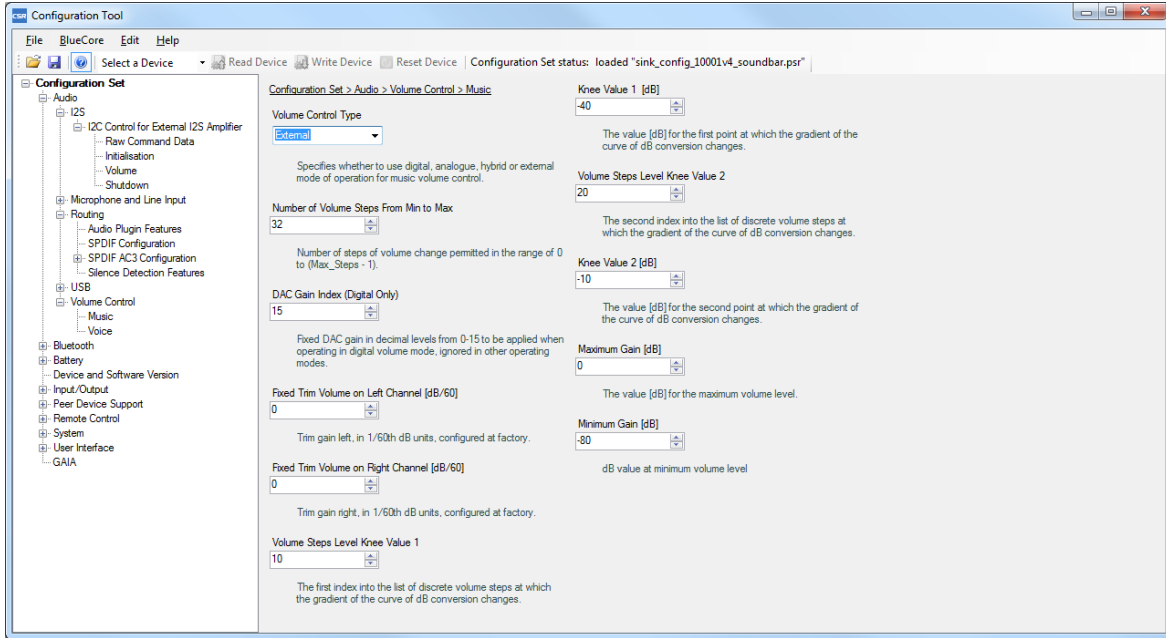 CSR Configuration Tool
File BlueCore Edit Help
Select a Device Read Device Write Device Reset Device Configuration Set status: loaded "sink_config_10001v4_soundbar.psr"
Configuration Set
Audio
I2S
I2C Control for External I2S Amplifier
Raw Command Data
Initialisation
Volume
Shutdown
Microphone and Line Input
Routing
Audio Plugin Features
SPDIF Configuration
SPDIF AC3 Configuration
Silence Detection Features
USB
Volume Control
Music
Voice
Bluetooth
Battery
Device and Software Version
Input/Output
Peer Device Support
Remote Control
System
User Interface
GAIA
Configuration Set > Audio > Volume Control > Music
Volume Control Type
External
Specifies whether to use digital, analogue, hybrid or external
mode of operation for music volume control.
Number of Volume Steps From Min to Max
32
Number of steps of volume change permitted in the range of 0
to (Max_Steps - 1).
DAC Gain Index (Digital Only)
15
Fixed DAC gain in decimal levels from 0-15 to be applied when
operating in digital volume mode, ignored in other operating
modes.
Fixed Trim Volume on Left Channel [dB/60]
0
Trim gain left, in 1/60th dB units, configured at factory.
Fixed Trim Volume on Right Channel [dB/60]
0
Trim gain right, in 1/60th dB units, configured at factory.
Volume Steps Level Knee Value 1
10
The first index into the list of discrete volume steps at which
the gradient of the curve of dB conversion changes.
Knee Value 1 [dB]
-40
The value [dB] for the first point at which the gradient of the
curve of dB conversion changes.
Volume Steps Level Knee Value 2
20
The second index into the list of discrete volume steps at
which the gradient of the curve of dB conversion changes.
Knee Value 2 [dB]
-10
The value [dB] for the second point at which the gradient of
the curve of dB conversion changes.
Maximum Gain [dB]
0
The value [dB] for the maximum volume level.
Minimum Gain [dB]
-80
dB value at minimum volume level